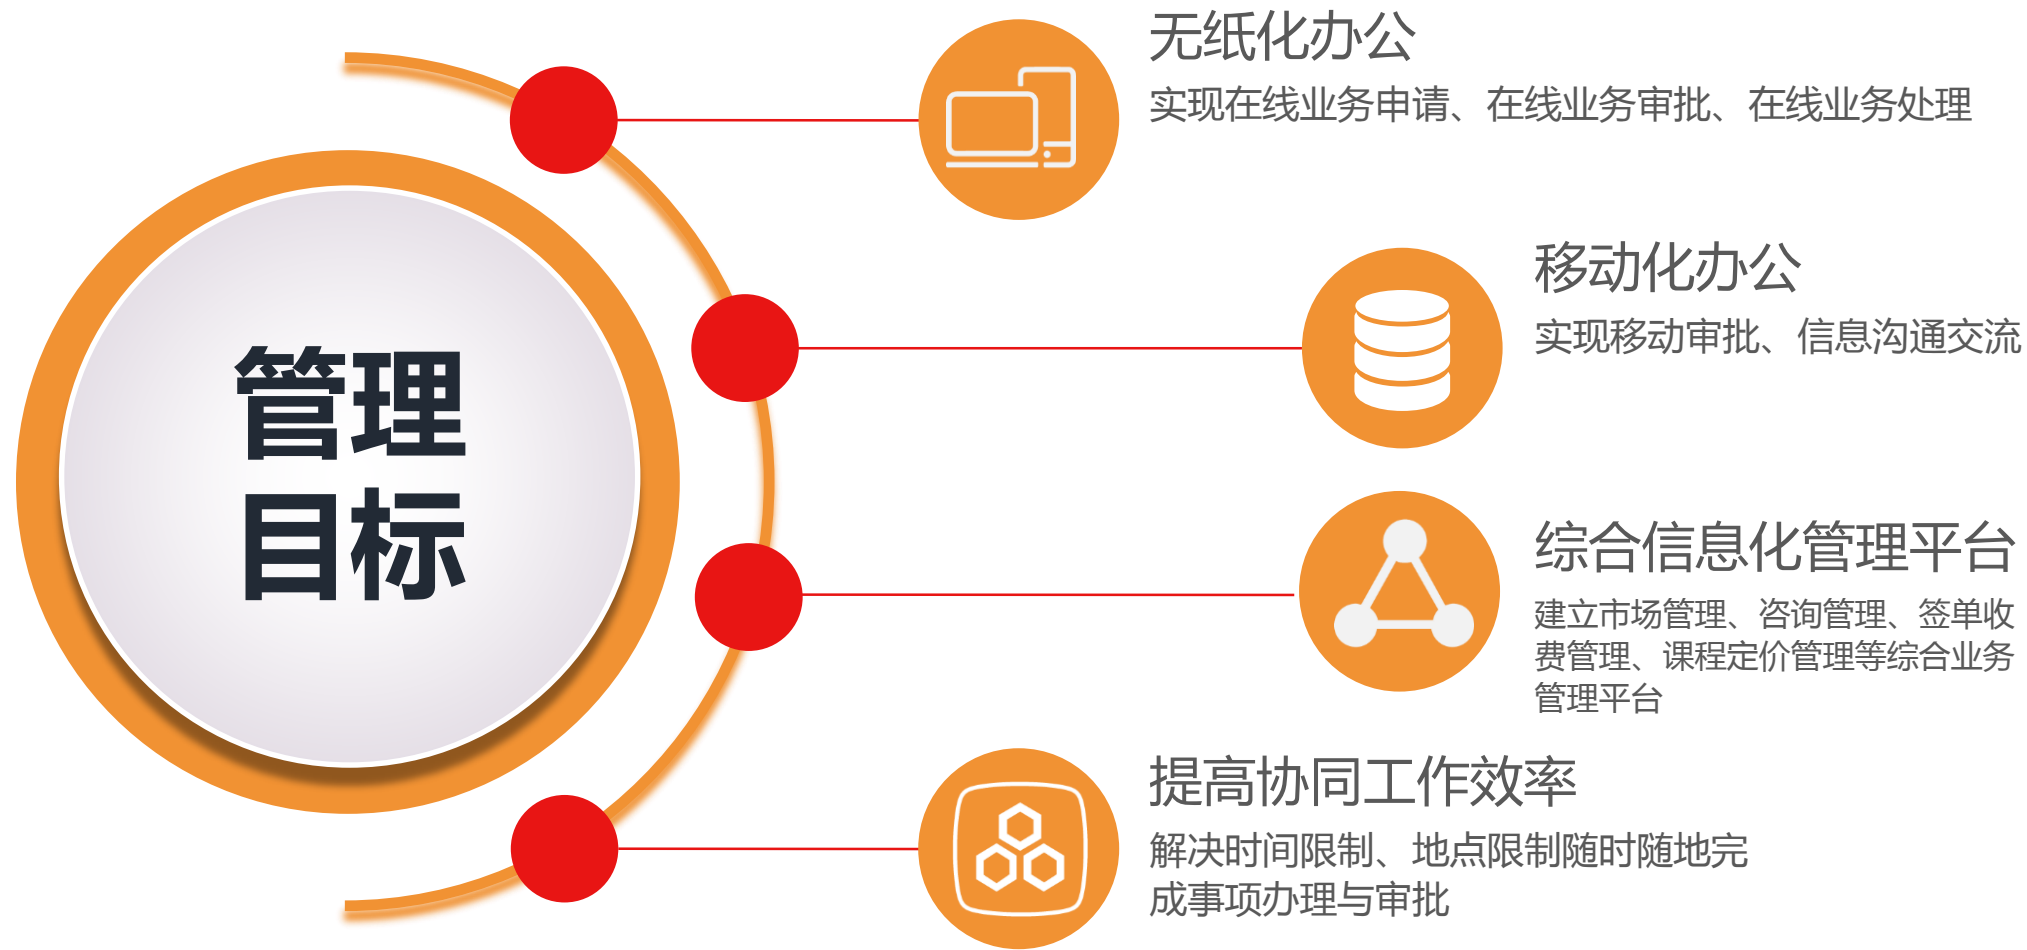 管理
目标
无纸化办公
实现在线业务申请、在线业务审批、在线业务处理
移动化办公
实现移动审批、信息沟通交流
综合信息化管理平台
建立市场管理、咨询管理、签单收
费管理、课程定价管理等综合业务
管理平台
提高协同工作效率
解决时间限制、地点限制随时随地完
成事项办理与审批